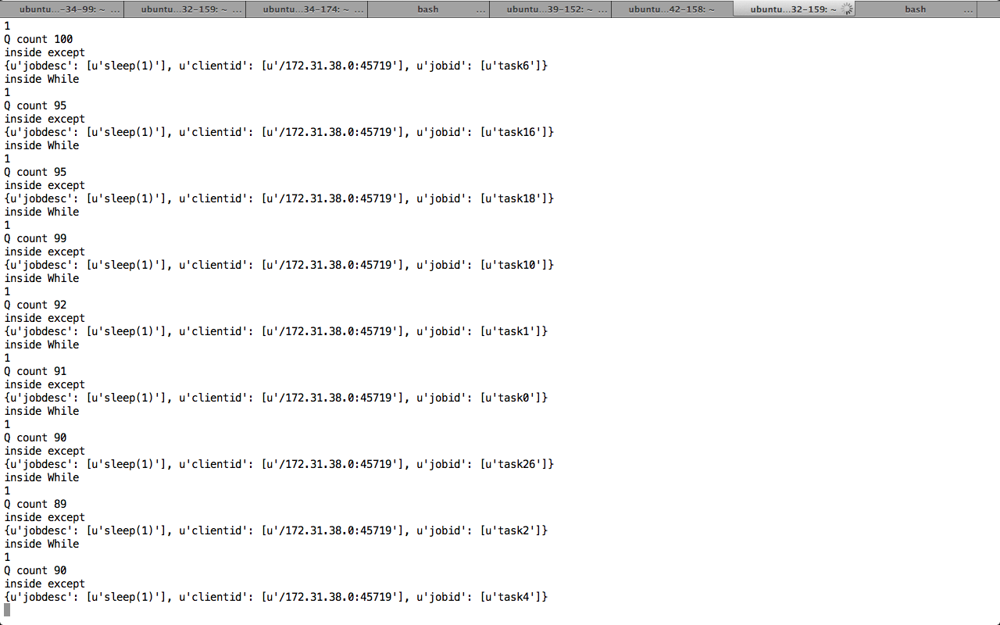 ubuntu...-34-99: ~ ... ubuntu...32-159: ~ ... ubuntu...34-174: ~ ... bash ... ubuntu...39-152: ~ ... ubuntu...42-158: ~ ubuntu...32-159: ~ bash ...
1
Q count 100
inside except
{u'jobdesc': [u'sleep(1)'], u'clientid': [u'/172.31.38.0:45719'], u'jobid': [u'task6']}
inside While
1
Q count 95
inside except
{u'jobdesc': [u'sleep(1)'], u'clientid': [u'/172.31.38.0:45719'], u'jobid': [u'task16']}
inside While
1
Q count 95
inside except
{u'jobdesc': [u'sleep(1)'], u'clientid': [u'/172.31.38.0:45719'], u'jobid': [u'task18']}
inside While
1
Q count 99
inside except
{u'jobdesc': [u'sleep(1)'], u'clientid': [u'/172.31.38.0:45719'], u'jobid': [u'task10']}
inside While
1
Q count 92
inside except
{u'jobdesc': [u'sleep(1)'], u'clientid': [u'/172.31.38.0:45719'], u'jobid': [u'task1']}
inside While
1
Q count 91
inside except
{u'jobdesc': [u'sleep(1)'], u'clientid': [u'/172.31.38.0:45719'], u'jobid': [u'task0']}
inside While
1
Q count 90
inside except
{u'jobdesc': [u'sleep(1)'], u'clientid': [u'/172.31.38.0:45719'], u'jobid': [u'task26']}
inside While
1
Q count 89
inside except
{u'jobdesc': [u'sleep(1)'], u'clientid': [u'/172.31.38.0:45719'], u'jobid': [u'task2']}
inside While
1
Q count 90
inside except
{u'jobdesc': [u'sleep(1)'], u'clientid': [u'/172.31.38.0:45719'], u'jobid': [u'task4']}